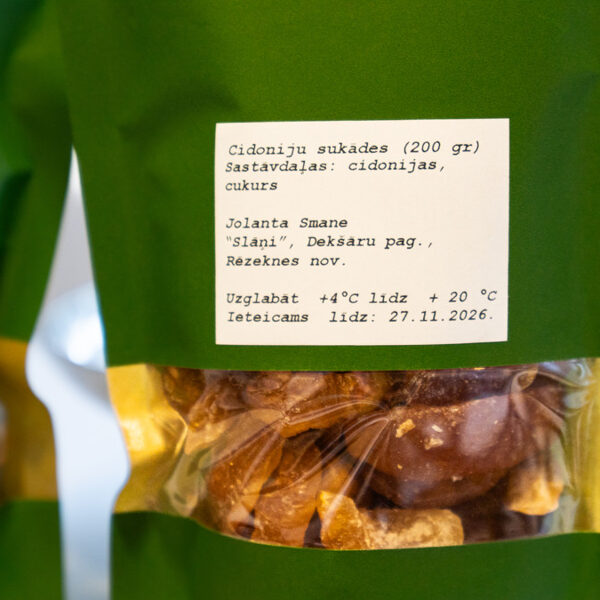 Cidoniju sukādes (200 gr)
Sastāvdaļas: cidonijas,
cukurs
Jolanta Smane
"Slāņi", Dekšāru pag.,
Rēzeknes nov.
Uzglabāt +4°C līdz + 20 °C
Ieteicams līdz: 27.11.2026.